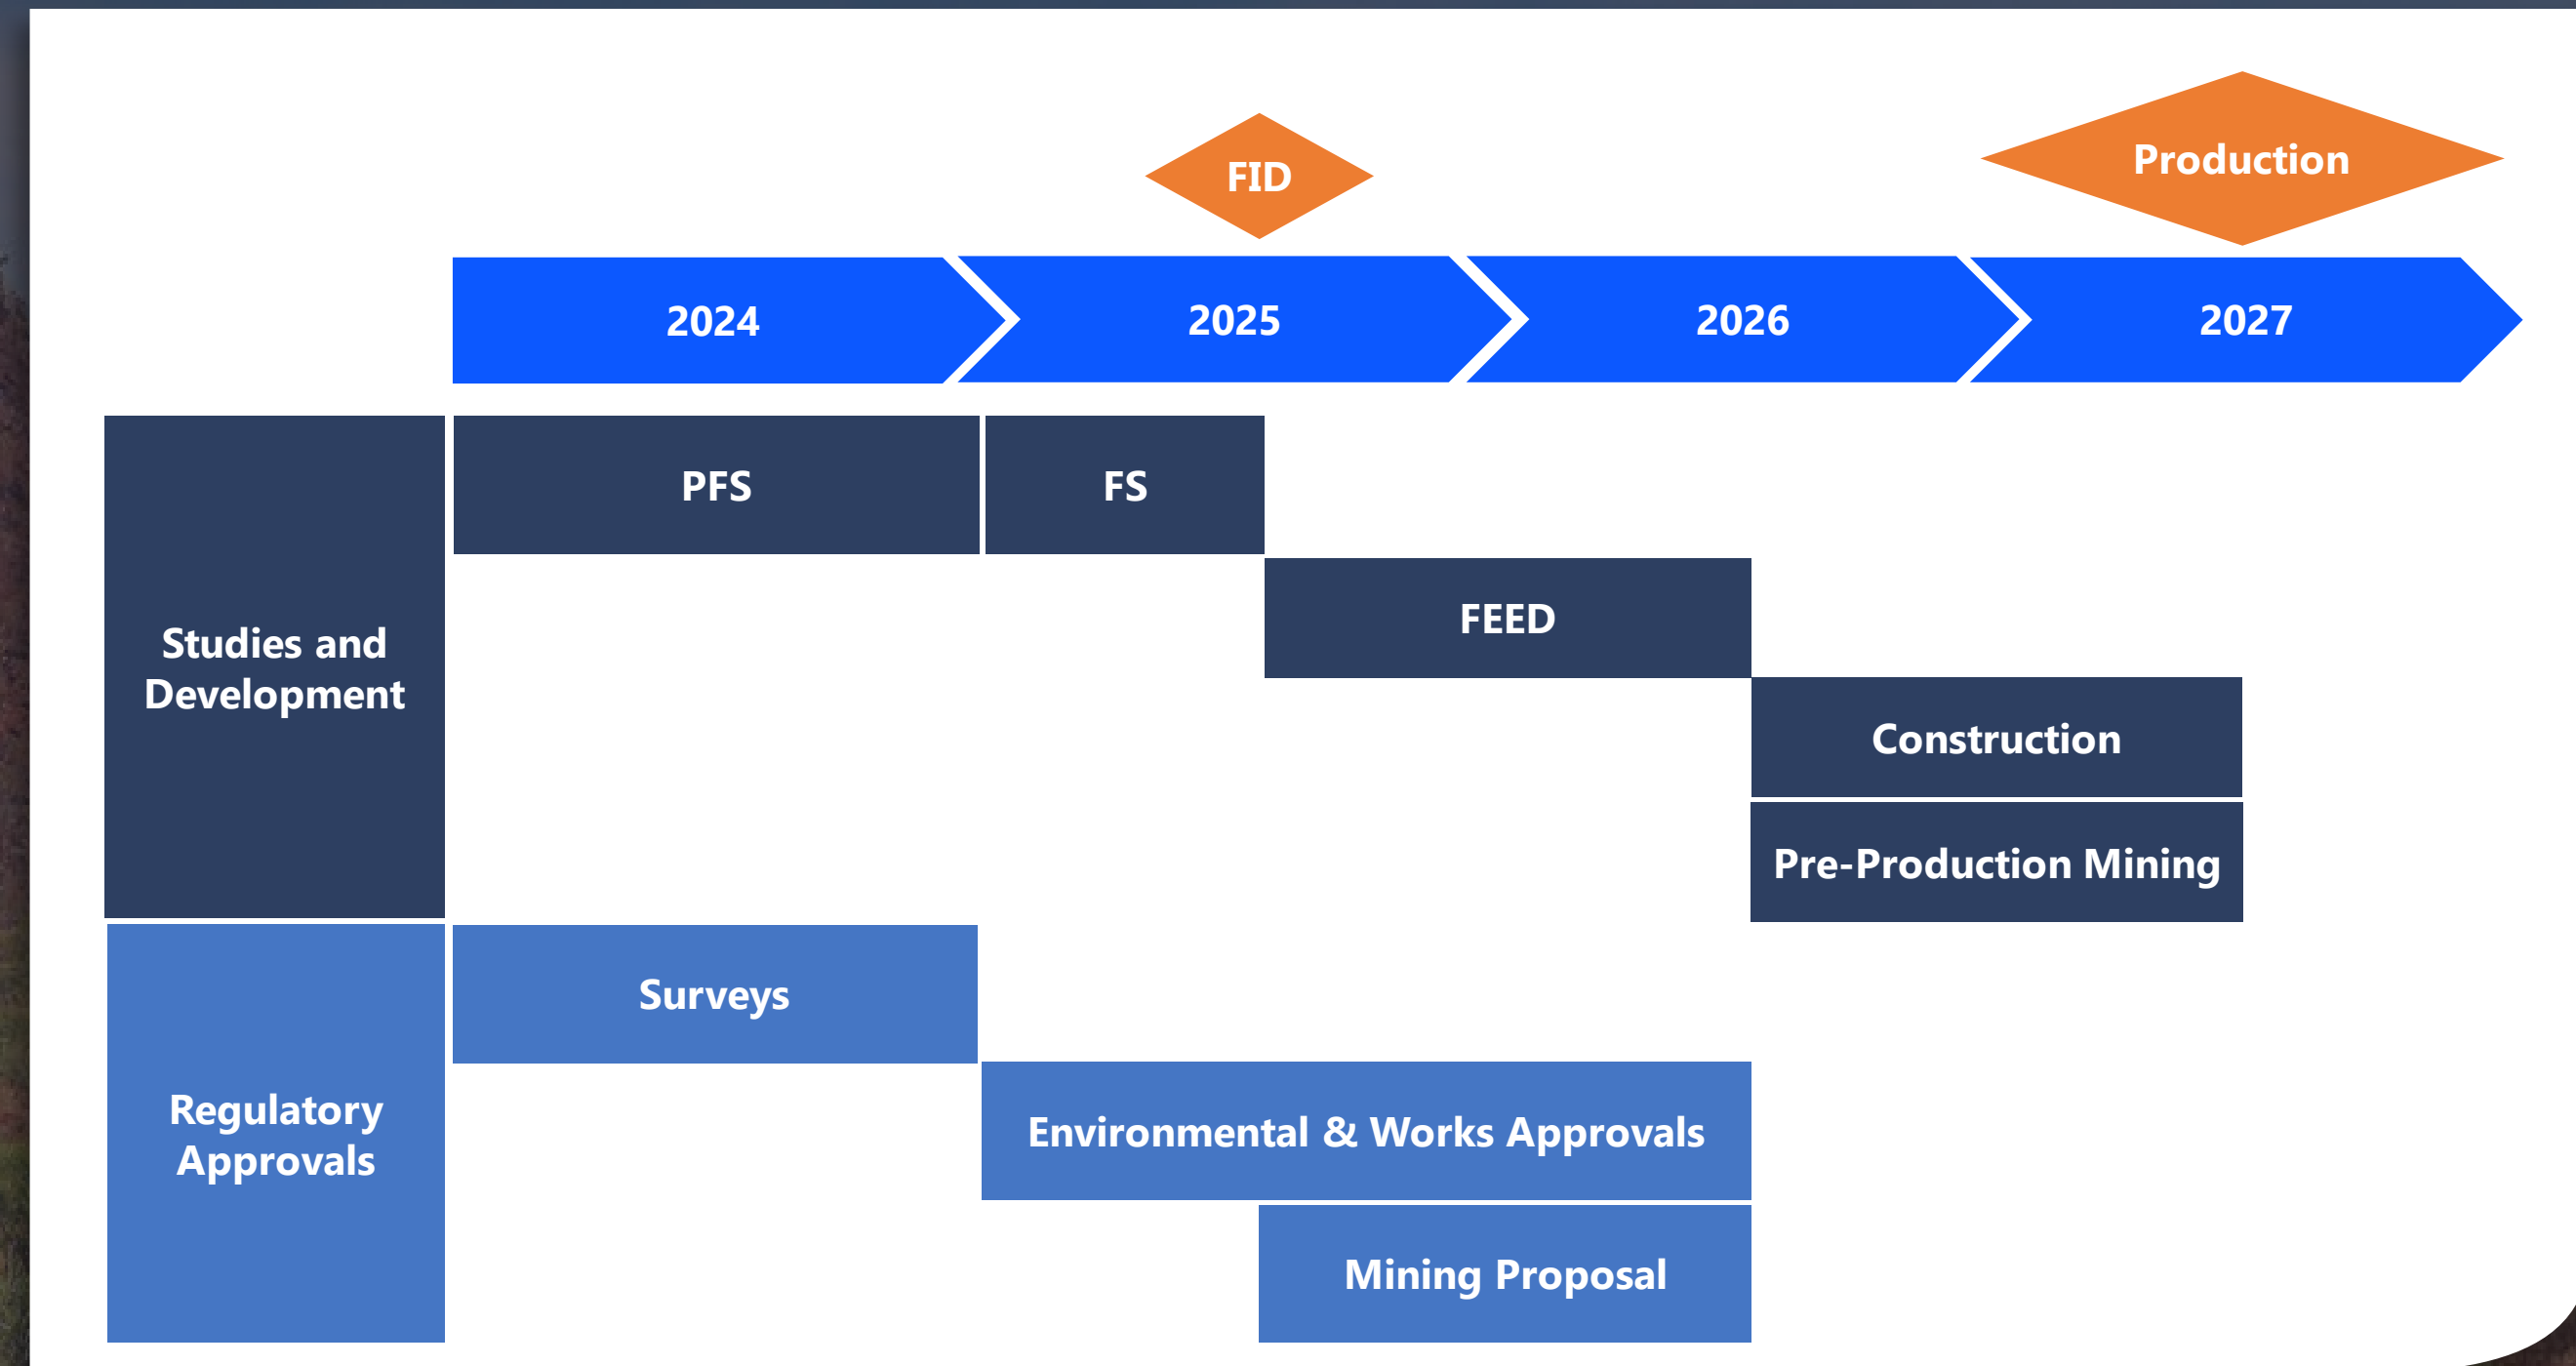 FID
Production
2024
2025
2026
2027
Studies and
Development
PFS
FS
FEED
Construction
Pre-Production Mining
Regulatory
Approvals
Surveys
Environmental & Works Approvals
Mining Proposal